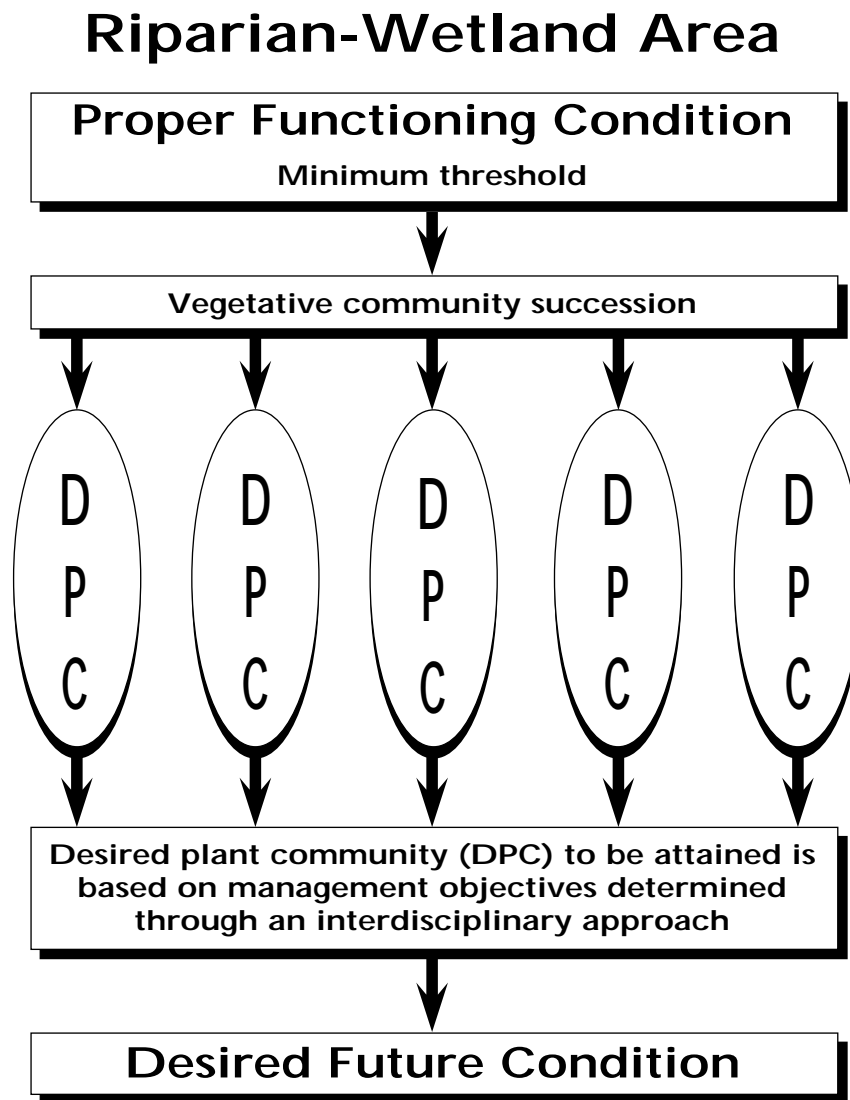 Riparian-Wetland Area
Proper Functioning Condition
Minimum threshold
Vegetative community succession
D D D D D
P P P P P
C C C C C
Desired plant community (DPC) to be attained is
based on management objectives determined
through an interdisciplinary approach
Desired Future Condition